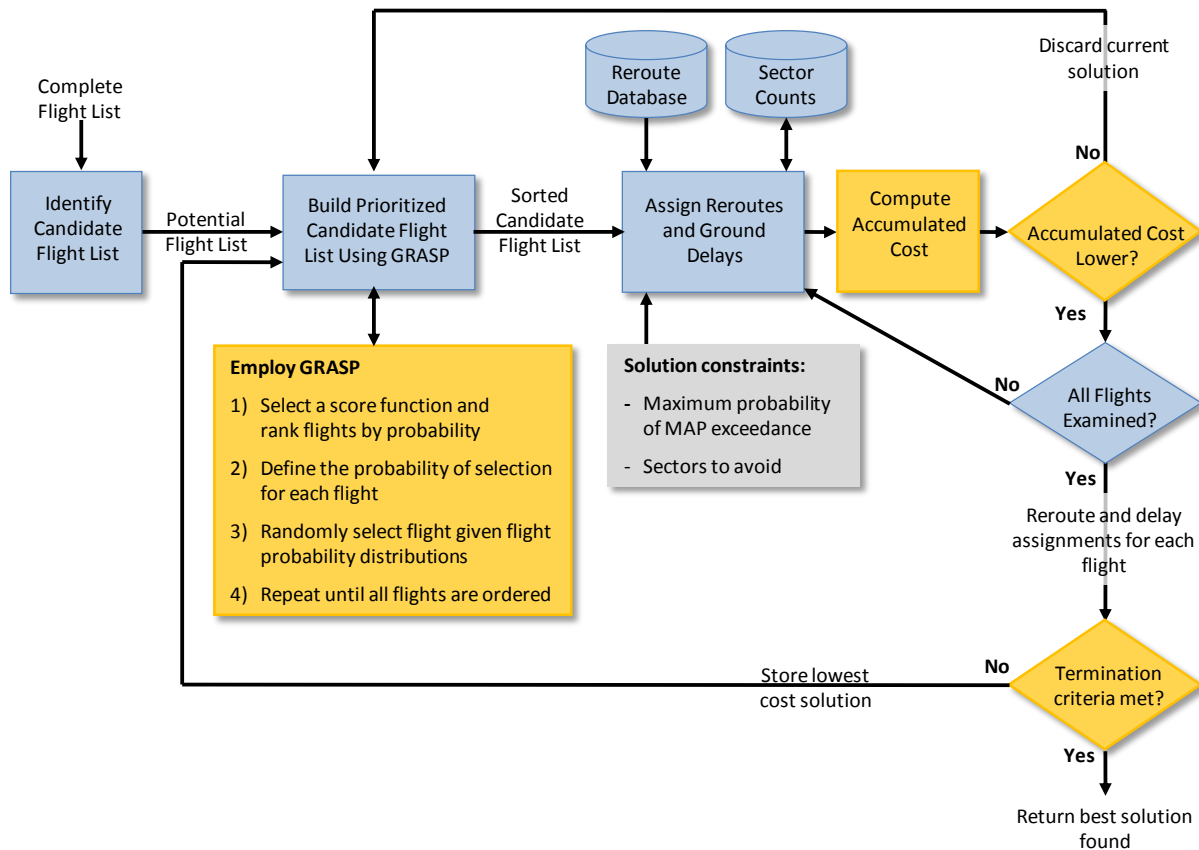 Complete
Flight List
Identify
Candidate
Flight List
Potential
Flight List
Build Prioritized
Candidate Flight
List Using GRASP
Sorted
Candidate
Flight List
Reroute
Database
Sector
Counts
Assign Reroutes
and Ground
Delays
Compute
Accumulated
Cost
Discard current
solution
No
Accumulated Cost
Lower?
Yes
Employ GRASP
1) Select a score function and
rank flights by probability
2) Define the probability of selection
for each flight
3) Randomly select flight given flight
probability distributions
4) Repeat until all flights are ordered
Solution constraints:
- Maximum probability
of MAP exceedance
- Sectors to avoid
No
All Flights
Examined?
Yes
Reroute and delay
assignments for each
flight
No
Store lowest
cost solution
Termination
criteria met?
Yes
Return best solution
found